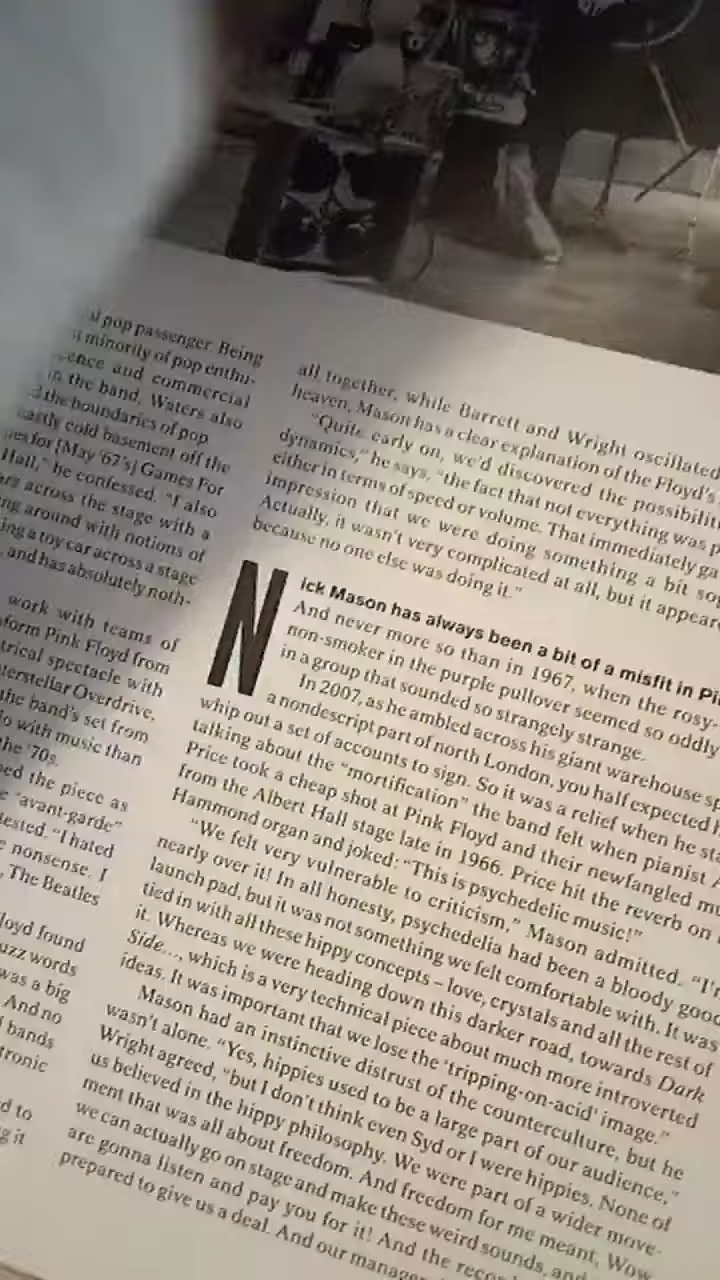 pop passenger. Being
minority of pop enthu-
and commercial
in the band, Waters also
the boundaries of pop
cold basement off the
for [May '67's] Games For
Hall," he confessed. "I also
across the stage with a
around with notions of
a toy car across a stage
, and has absolutely noth-
work with teams of
Pink Floyd from
spectacle with
Interstellar Overdrive,
the band's set from
with music than
the '70s.
the piece as
"avant-garde"
"I hated
nonsense. I
, The Beatles
found
words
was a big
And no
bands
to
it
all together, while Barrett and Wright oscillated
heaven, Mason has a clear explanation of the Floyd's
"Quite early on, we'd discovered the
dynamics," he says, "the fact that not everything was
either in terms of speed or volume. That immediately
impression that we were doing something a bit
Actually, it wasn't very complicated at all, but it
because no one else was doing it."
Nick Mason has always been a bit of a misfit in
And never more so than in 1967, when the rosy-
non-smoker in the purple pullover seemed so oddly
in a group that sounded so strangely strange.
In 2007, as he ambled across his giant warehouse
a nondescript part of north London, you half expected
whip out a set of accounts to sign. So it was a relief when he
talking about the "mortification" the band felt when pianist
Price took a cheap shot at Pink Floyd and their newfangled
from the Albert Hall stage late in 1966. Price hit the reverb on
Hammond organ and joked: "This is psychedelic music!"
"We felt very vulnerable to criticism," Mason admitted.
nearly over it! In all honesty, psychedelia had been a bloody good
launch pad, but it was not something we felt comfortable with. It was
tied in with all these hippy concepts – love, crystals and all the rest of
it. Whereas we were heading down this darker road, towards Dark
Side..., which is a very technical piece about much more introverted
ideas. It was important that we lose the 'tripping-on-acid' image."
Mason had an instinctive distrust of the counterculture, but he
wasn't alone. "Yes, hippies used to be a large part of our audience,"
Wright agreed, "but I don't think even Syd or I were hippies. None of
us believed in the hippy philosophy. We were part of a wider move-
ment that was all about freedom. And freedom for me meant, Wow,
we can actually go on stage and make these weird sounds, and
are gonna listen and pay you for it! And the
prepared to give us a deal. And our